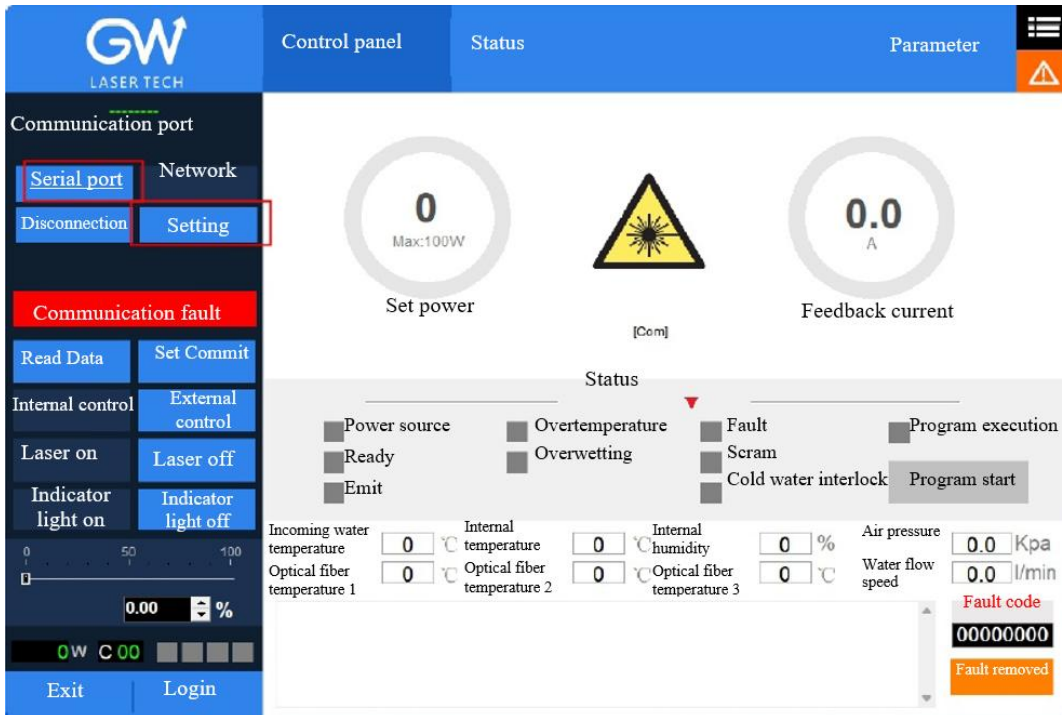 GW
LASER TECH
Control panel
Status
Parameter
Communication port
Serial port
Network
Disconnection
Setting
Communication fault
Read Data
Set Commit
Internal control
External
control
Laser on
Laser off
Indicator
light on
Indicator
light off
0 50 100
0.00 %
0W C 00
Exit
Login
0
Max:100W
Set power
[Com]
0.0
A
Feedback current
Status
Power source
Overtemperature
Fault
Program execution
Ready
Overwetting
Scram
Emit
Cold water interlock
Program start
Incoming water
temperature
0 ℃
Internal
temperature
0 ℃
Internal
humidity
0 %
Air pressure
0.0 Kpa
Optical fiber
temperature 1
0 ℃
Optical fiber
temperature 2
0 ℃
Optical fiber
temperature 3
0 ℃
Water flow
speed
0.0 l/min
Fault code
00000000
Fault removed